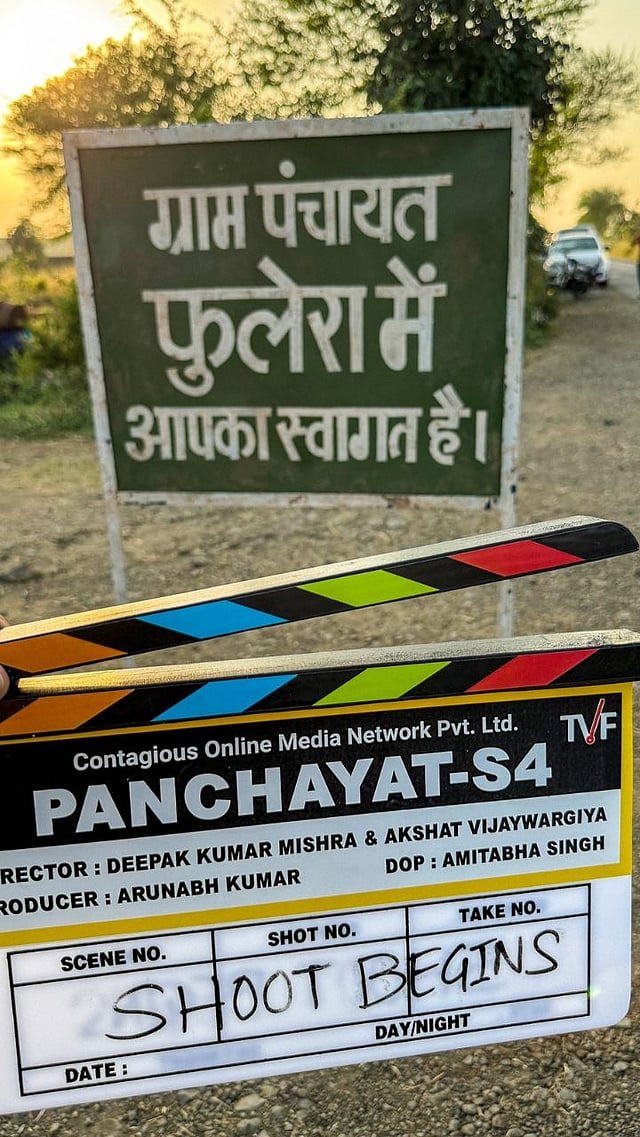 ग्राम पंचायत
फुलेरा में
आपका स्वागत है।
Contagious Online Media Network Pvt. Ltd.
TVF
PANCHAYAT-S4
RECTOR : DEEPAK KUMAR MISHRA & AKSHAT VIJAYWARGIYA
RODUCER : ARUNABH KUMAR
DOP : AMITABHA SINGH
SCENE NO. SHOT NO. TAKE NO.
SHOOT BEGINS
DATE : DAY/NIGHT